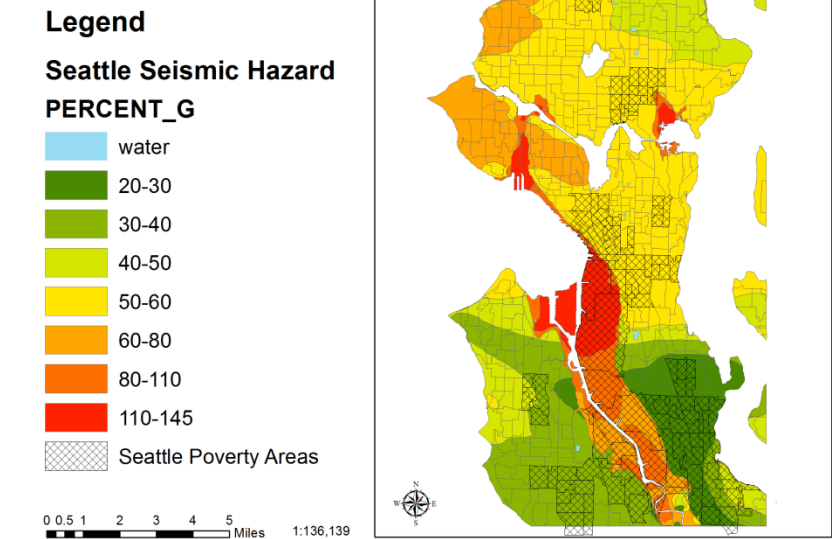 Legend
Seattle Seismic Hazard
PERCENT_G
water
20-30
30-40
40-50
50-60
60-80
80-110
110-145
Seattle Poverty Areas
0 0.5 1 2 3 4 5
Miles
1:136,139
N
W E
S